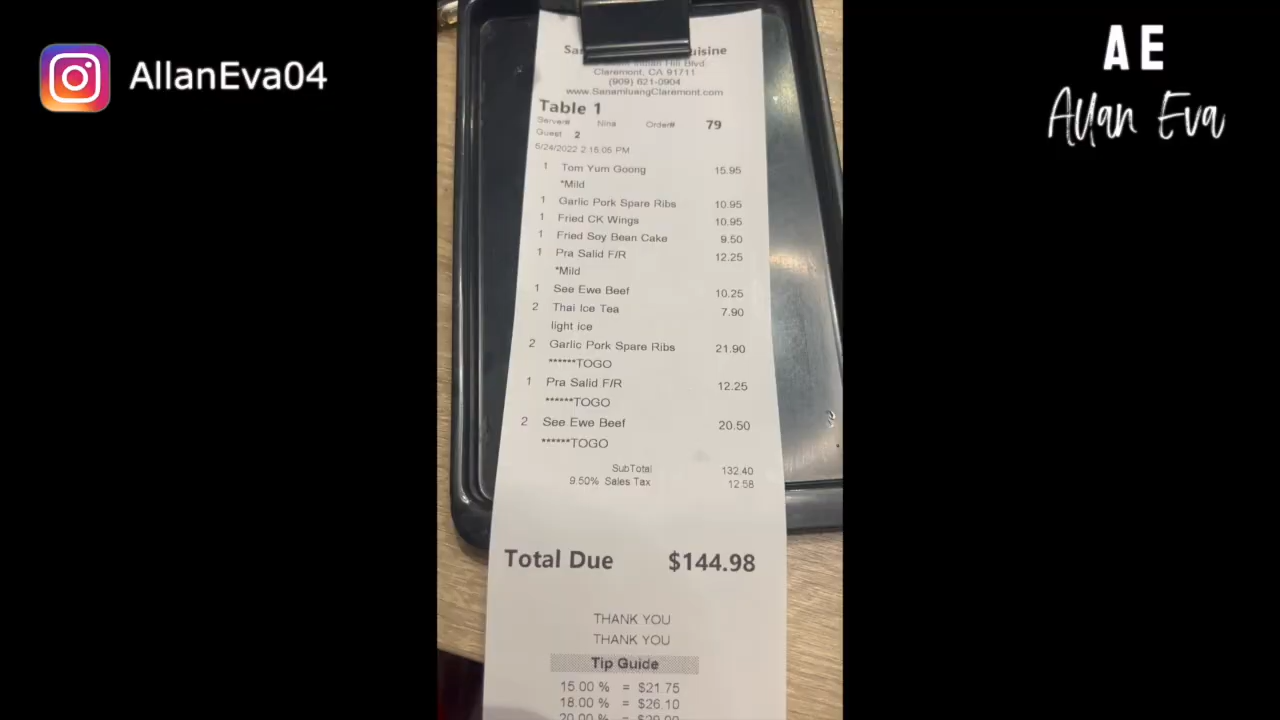 AllanEva04
AE
Allan Eva
Claremont, CA 91711
(909) 621-0904
www.SanamluangClaremont.com
Table 1
Server# Nina Order# 79
Guest 2
5/24/2022 2:16:05 PM
1 Tom Yum Goong 15.95
*Mild
1 Garlic Pork Spare Ribs 10.95
1 Fried CK Wings 10.95
1 Fried Soy Bean Cake 9.50
1 Pra Salid F/R 12.25
*Mild
1 See Ewe Beef 10.25
2 Thai Ice Tea 7.90
light ice
2 Garlic Pork Spare Ribs 21.90
******TOGO
1 Pra Salid F/R 12.25
******TOGO
2 See Ewe Beef 20.50
******TOGO
SubTotal 132.40
9.50% Sales Tax 12.58
Total Due $144.98
THANK YOU
THANK YOU
Tip Guide
15.00 % = $21.75
18.00 % = $26.10
20.00 % = $29.00